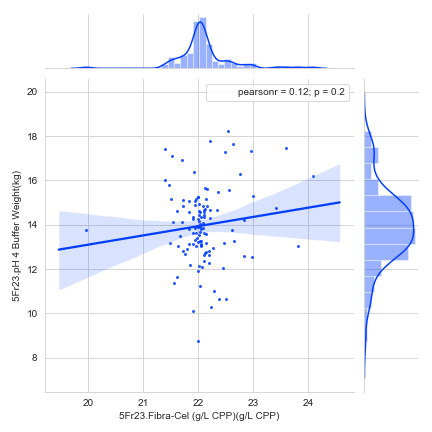 pearsonr = 0.12; p = 0.2
20
18
16
14
12
10
8
5Fr23.pH 4 Buffer Weight(kg)
20 21 22 23 24
5Fr23.Fibra-Cel (g/L CPP)(g/L CPP)